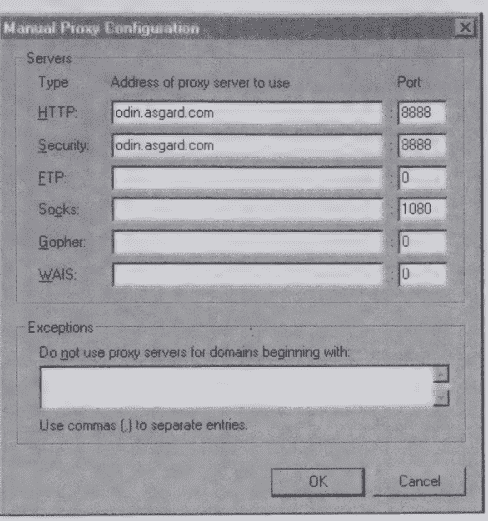 Manual Proxy Configuration
Servers
Type Address of proxy server to use Port
HTTP: odin.asgard.com : 8888
Security: odin.asgard.com : 8888
FTP: : 0
Socks: : 1080
Gopher: : 0
WAIS: : 0
Exceptions
Do not use proxy servers for domains beginning with:
Use commas (,) to separate entries.
OK Cancel